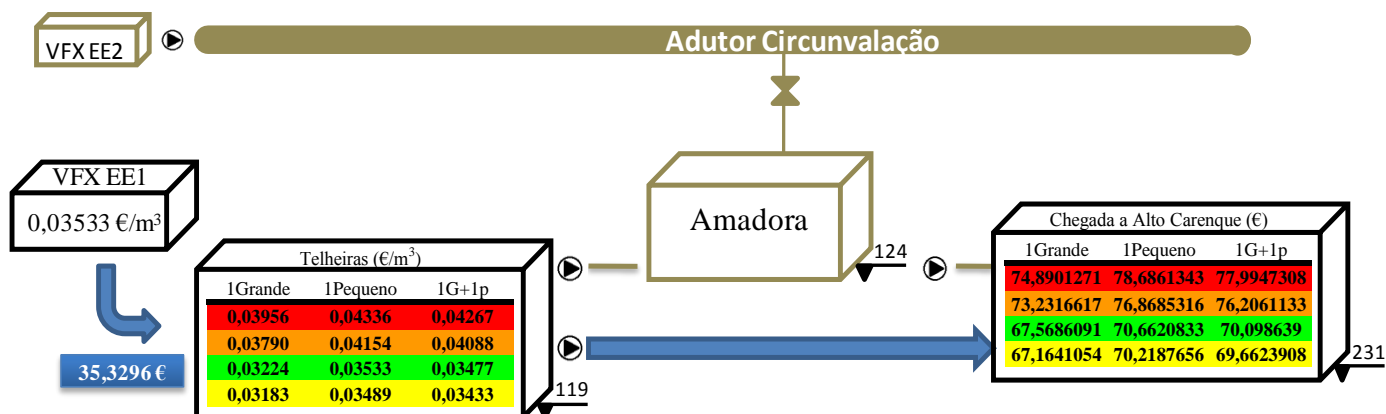 VFX EE2
Adutor Circunvalação
VFX EE1
0,03533 €/m³
Amadora
124
Telheiras (€/m³)
1Grande 1Pequeno 1G+1p
0,03956 0,04336 0,04267
0,03790 0,04154 0,04088
0,03224 0,03533 0,03477
0,03183 0,03489 0,03433
119
35,3296 €
Chegada a Alto Carenque (€)
1Grande 1Pequeno 1G+1p
74,8901271 78,6861343 77,9947308
73,2316617 76,8685316 76,2061133
67,5686091 70,6620833 70,098639
67,1641054 70,2187656 69,6623908
231